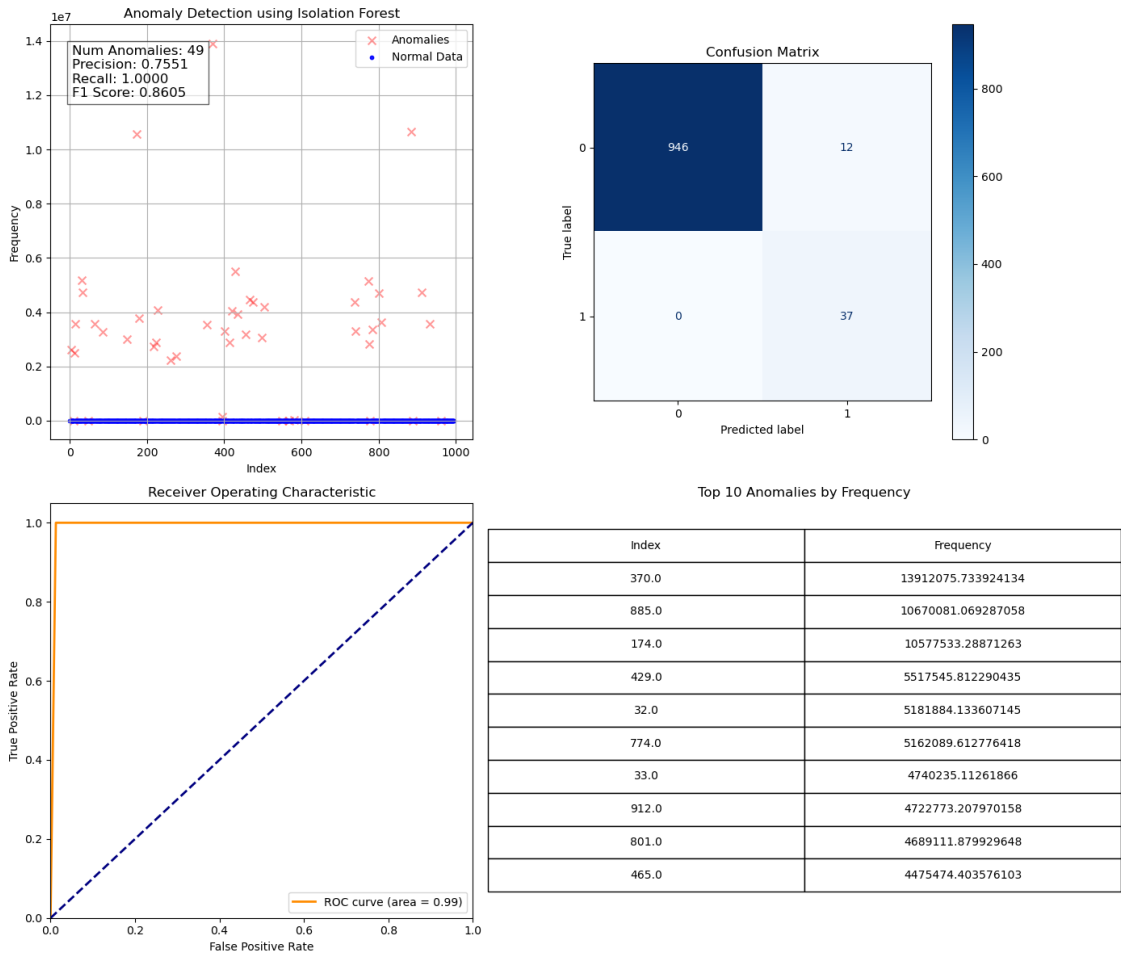 Anomaly Detection using Isolation Forest
1e7
Num Anomalies: 49
Precision: 0.7551
Recall: 1.0000
F1 Score: 0.8605
Anomalies
Normal Data
1.4
1.2
1.0
0.8
0.6
0.4
0.2
0.0
Frequency
0 200 400 600 800 1000
Index
Confusion Matrix
True label
0
1
946 12
0 37
0 1
Predicted label
800
600
400
200
0
Receiver Operating Characteristic
1.0
0.8
0.6
0.4
0.2
0.0
True Positive Rate
ROC curve (area = 0.99)
0.0 0.2 0.4 0.6 0.8 1.0
False Positive Rate
Top 10 Anomalies by Frequency
Index Frequency
370.0 13912075.733924134
885.0 10670081.069287058
174.0 10577533.28871263
429.0 5517545.812290435
32.0 5181884.133607145
774.0 5162089.612776418
33.0 4740235.11261866
912.0 4722773.207970158
801.0 4689111.879929648
465.0 4475474.403576103